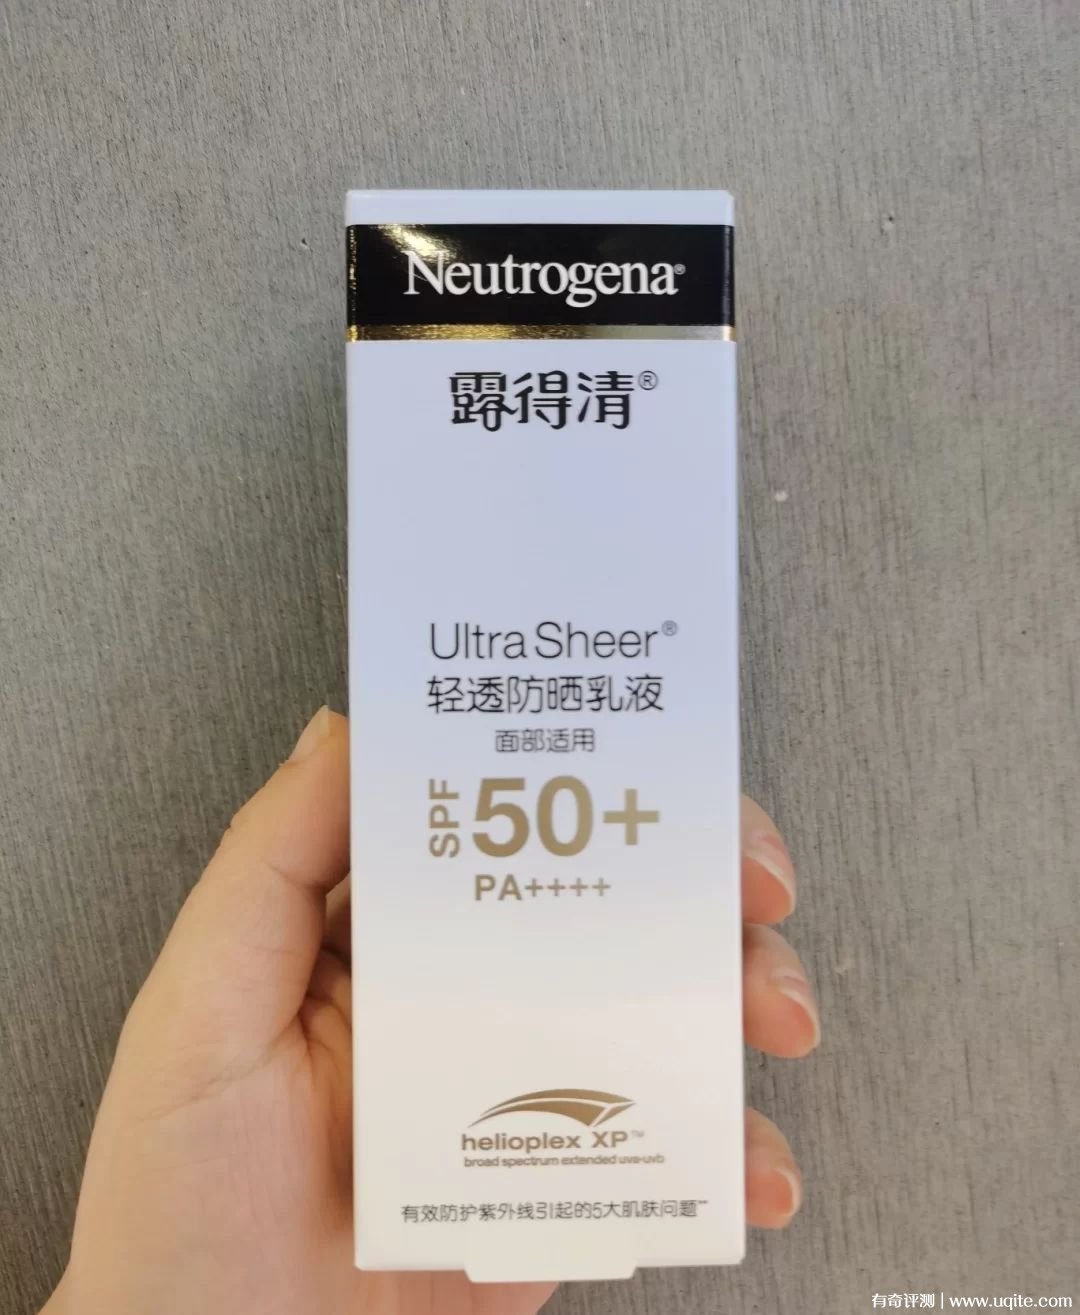 Neutrogena®
露得清®
Ultra Sheer®
轻透防晒乳液
面部适用
SPF 50+
PA++++
helioplex XP™
broad spectrum extended uva-uvb
有效防护紫外线引起的5大肌肤问题**
有奇评测 | www.uqite.com